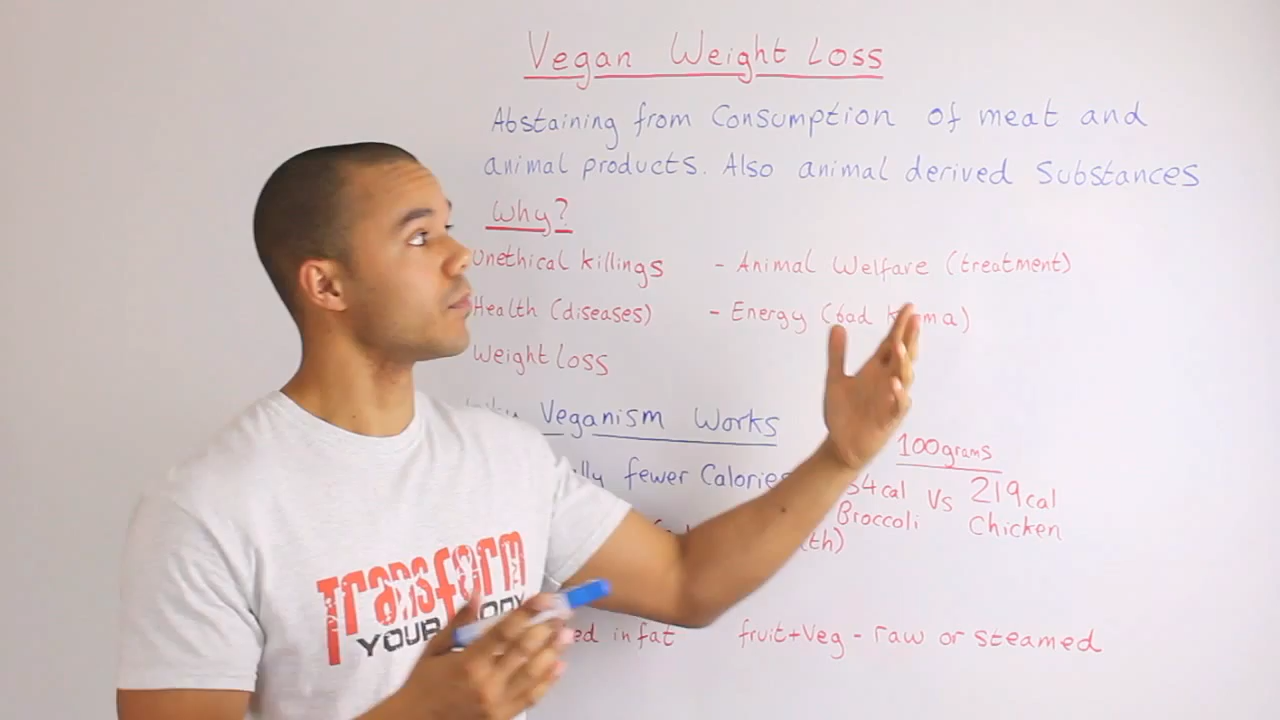 Vegan Weight Loss
Abstaining from Consumption of meat and
animal products. Also animal derived Substances
Why?
Unethical killings - Animal Welfare (treatment)
Health (diseases) - Energy (bad
Weight loss
Veganism Works
100grams
fewer Calories
54cal Vs 219cal
Broccoli Chicken
in fat fruit+Veg - raw or steamed
Transform
YOUR BODY